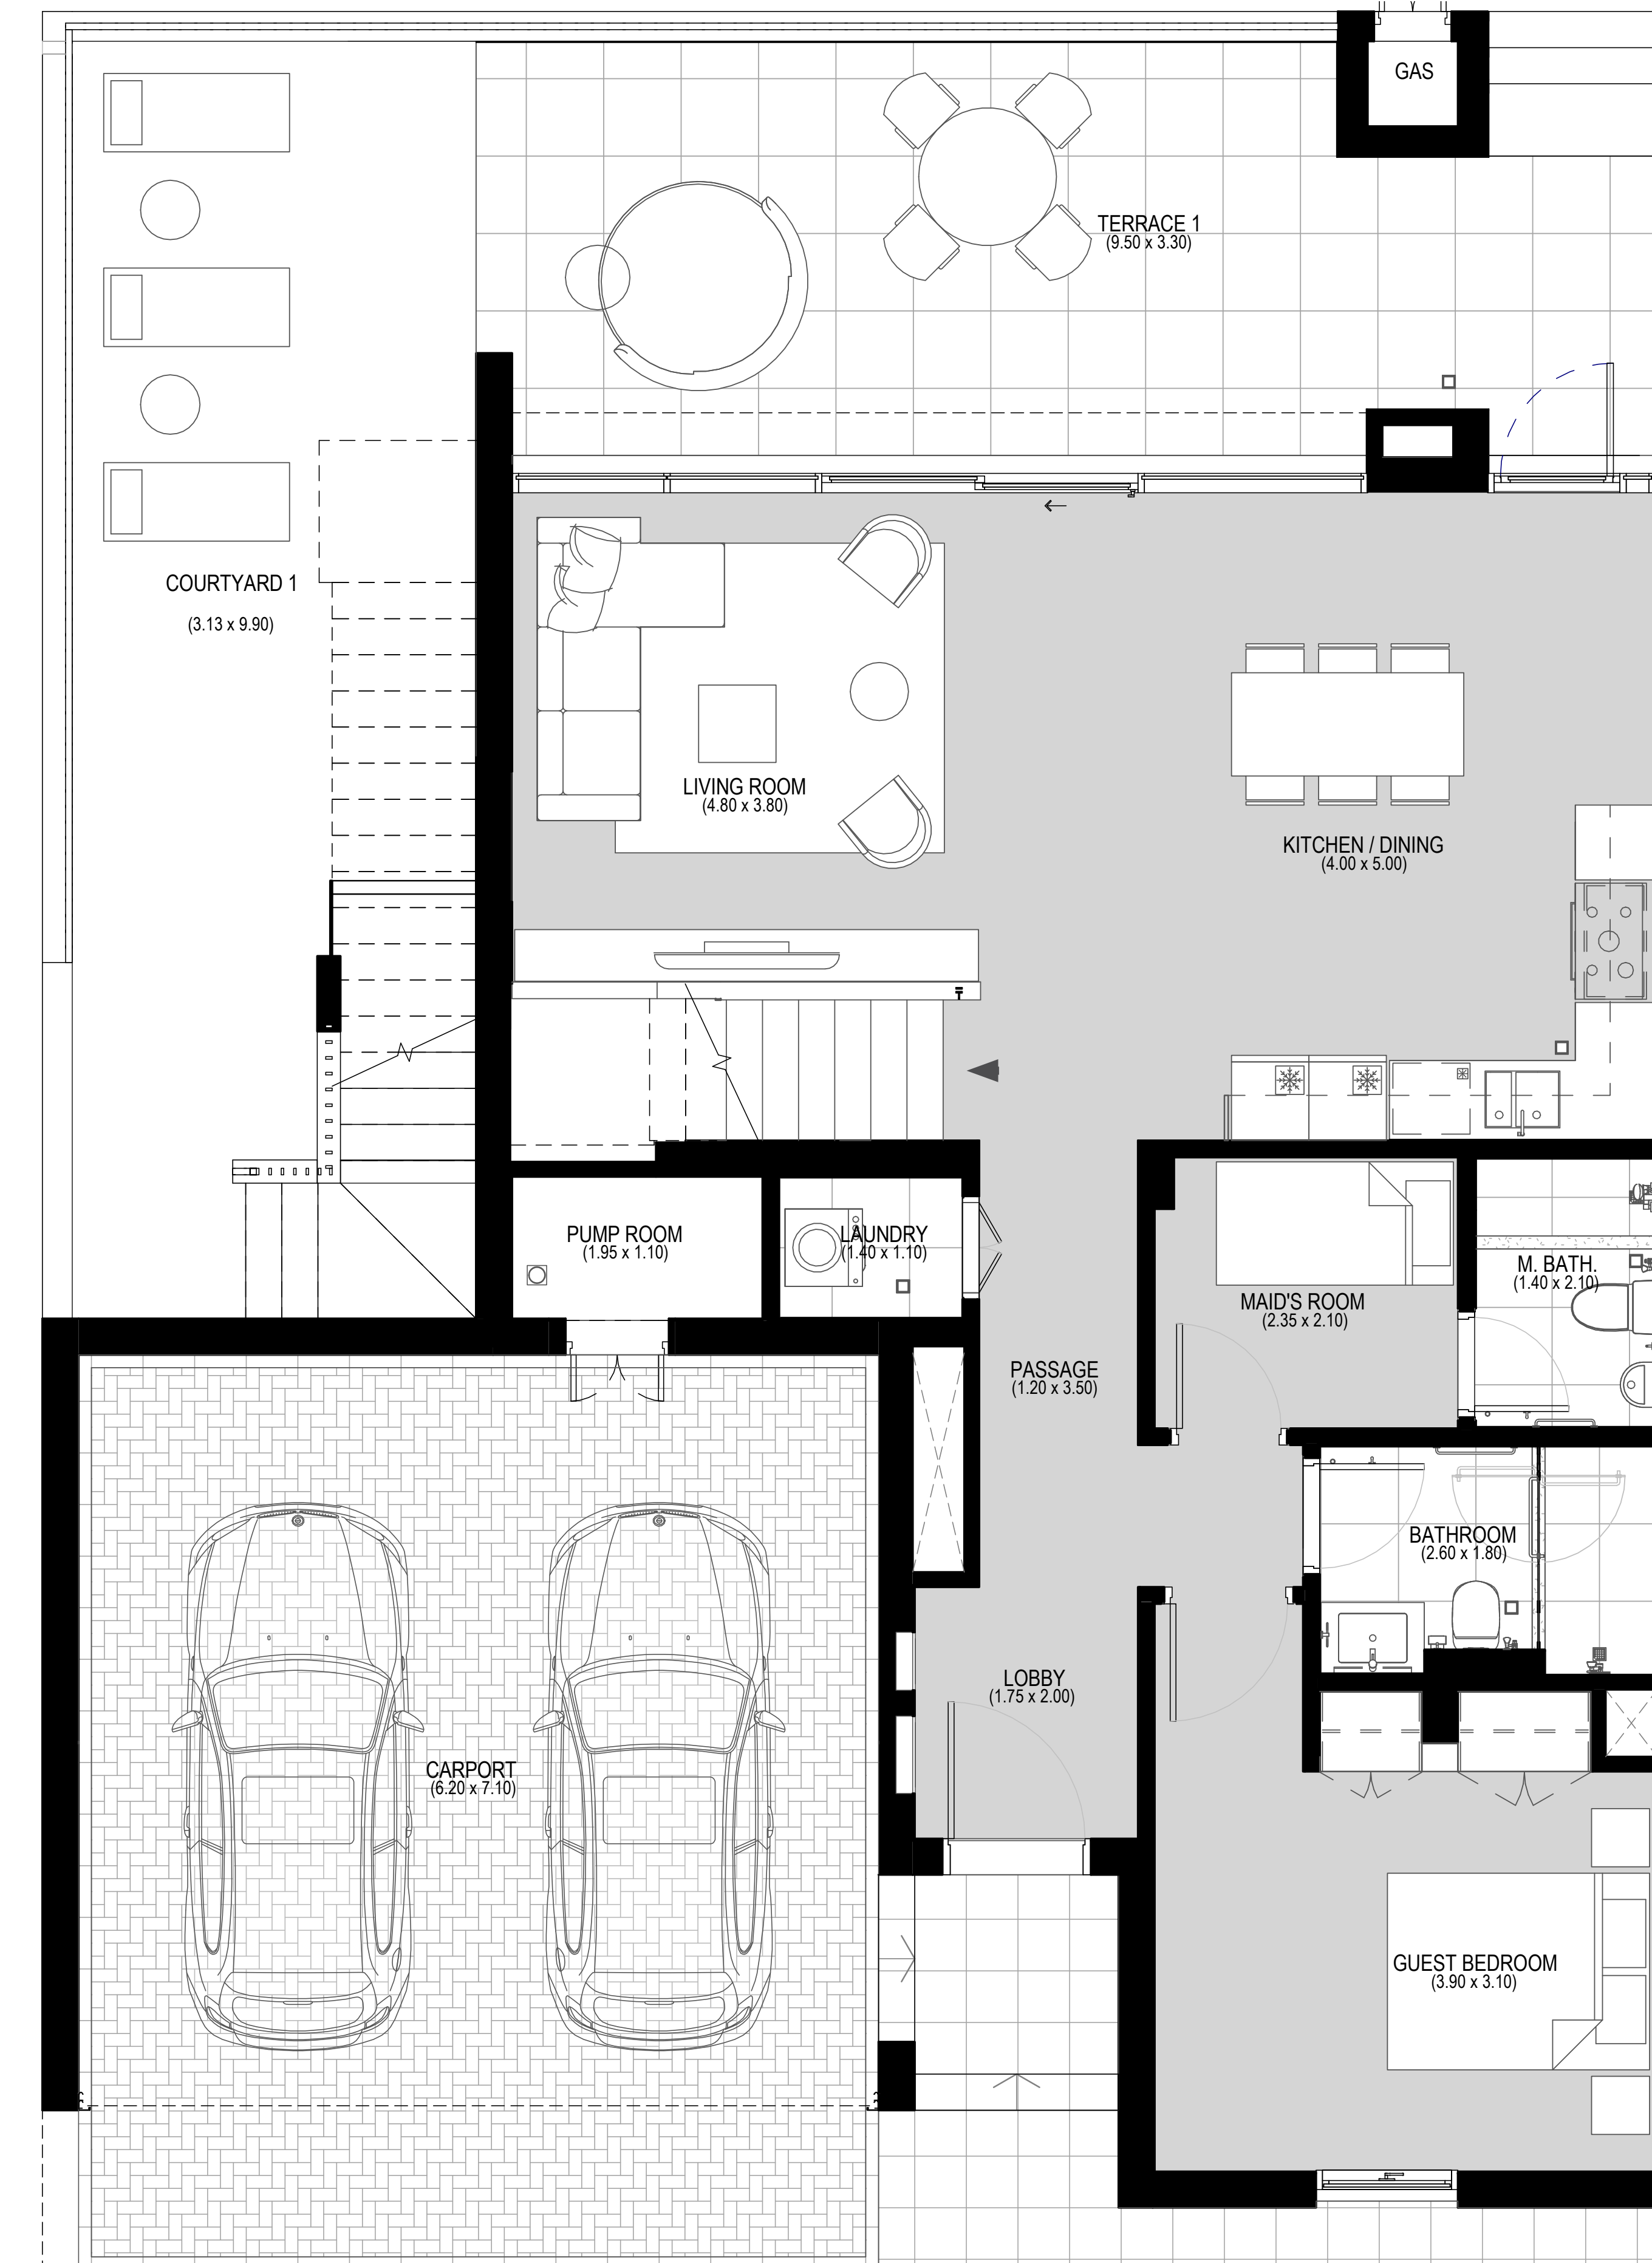 GAS
TERRACE 1
(9.50 x 3.30)
COURTYARD 1
(3.13 x 9.90)
LIVING ROOM
(4.80 x 3.80)
KITCHEN / DINING
(4.00 x 5.00)
PUMP ROOM
(1.95 x 1.10)
LAUNDRY
(1.40 x 1.10)
M. BATH.
(1.40 x 2.10)
MAID'S ROOM
(2.35 x 2.10)
PASSAGE
(1.20 x 3.50)
BATHROOM
(2.60 x 1.80)
LOBBY
(1.75 x 2.00)
CARPORT
(6.20 x 7.10)
GUEST BEDROOM
(3.90 x 3.10)